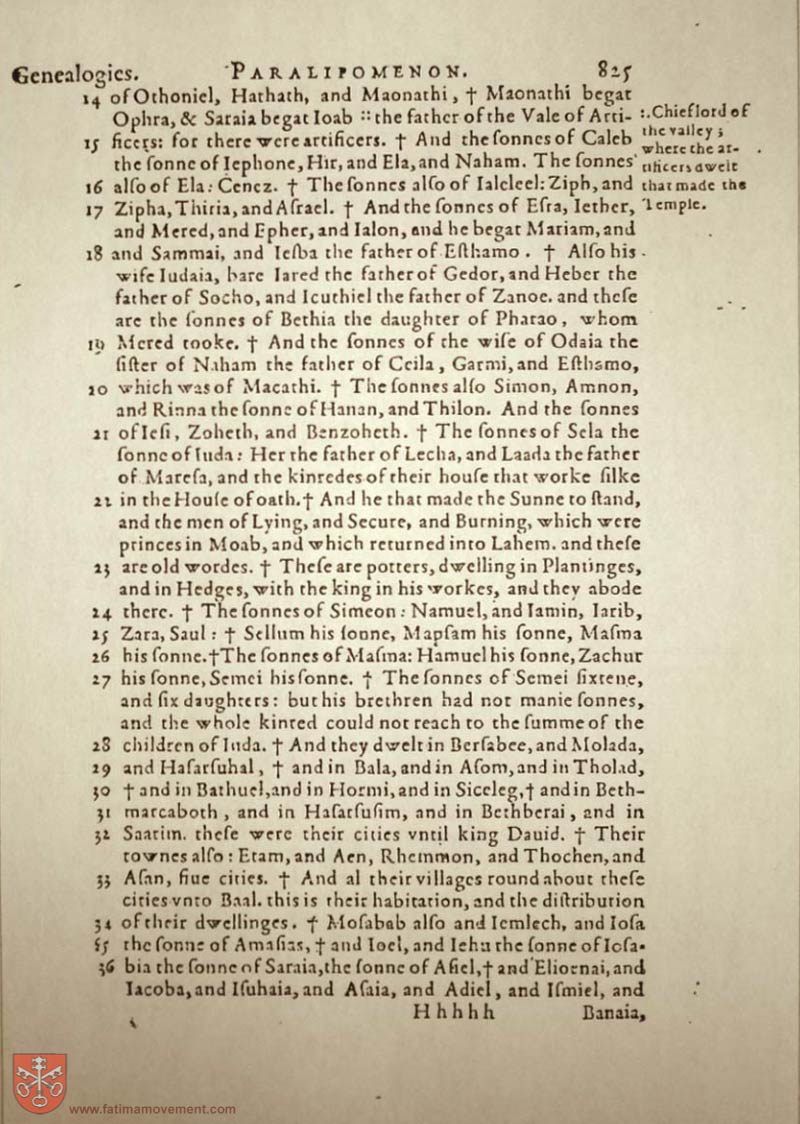 Genealogies. PARALIPOMENON. 825
14 of Othoniel, Hathath, and Maonathi, † Maonathi begat
Ophra, & Saraia begat Ioab :: the father of the Vale of Arti-
15 ficers: for there were artificers. † And the ſonnes of Caleb
the ſonne of Iephone, Hir, and Ela, and Naham. The ſonnes
16 alſo of Ela: Cenez. † The ſonnes alſo of Ialeleel: Ziph, and
17 Zipha, Thiria, and Aſrael. † And the ſonnes of Eſra, Iether,
and Mered, and Epher, and Ialon, and he begat Mariam, and
18 and Sammai, and Ieſba the father of Eſthamo. † Alſo his
wife Iudaia, bare Iared the father of Gedor, and Heber the
father of Socho, and Icuthiel the father of Zanoe. and theſe
are the ſonnes of Bethia the daughter of Pharao, whom
19 Mered tooke. † And the ſonnes of the wife of Odaia the
ſiſter of Naham the father of Ceila, Garmi, and Eſthamo,
20 which was of Macathi. † The ſonnes alſo Simon, Amnon,
and Rinna the ſonne of Hanan, and Thilon. And the ſonnes
21 of Ieſi, Zoheth, and Benzoheth. † The ſonnes of Sela the
ſonne of Iuda: Her the father of Lecha, and Laada the father
of Mareſa, and the kinredes of their houſe that worke ſilke
22 in the Houſe of oath. † And he that made the Sunne to ſtand,
and the men of Lying, and Secure, and Burning, which were
princes in Moab, and which returned into Lahem. and theſe
23 are old wordes. † Theſe are potters, dwelling in Plantinges,
and in Hedges, with the king in his workes, and they abode
24 there. † The ſonnes of Simeon: Namuel, and Iamin, Iarib,
25 Zara, Saul: † Sellum his ſonne, Mapſam his ſonne, Maſma
26 his ſonne. † The ſonnes of Maſma: Hamuel his ſonne, Zachur
27 his ſonne, Semei his ſonne. † The ſonnes of Semei ſixtene,
and ſix daughters: but his brethren had not manie ſonnes,
and the whole kinred could not reach to the ſumme of the
28 children of Iuda. † And they dwelt in Berſabee, and Molada,
29 and Haſarſuhal, † and in Bala, and in Aſom, and in Tholad,
30 † and in Bathuel, and in Hormi, and in Siceleg, † and in Beth-
31 marcaboth, and in Haſarſuſim, and in Bethberai, and in
32 Saarim. theſe were their cities vntil king Dauid. † Their
townes alſo: Etam, and Aen, Rhemmon, and Thochen, and
33 Aſan, fiue cities. † And al their villages round about theſe
cities vnto Baal. this is their habitation, and the diſtribution
34 of their dwellinges. † Moſabab alſo and Iemlech, and Ioſa
35 the ſonne of Amaſias, † and Ioel, and Iehu the ſonne of Ioſa-
36 bia the ſonne of Saraia, the ſonne of Aſiel, † and Elioenai, and
Iacoba, and Iſuhaia, and Aſaia, and Adiel, and Iſmiel, and
Hhhhh Banaia,
:: Chief lord of
the valley;
where the ar-
tificers dwelt
that made the
Temple.
www.fatimamovement.com